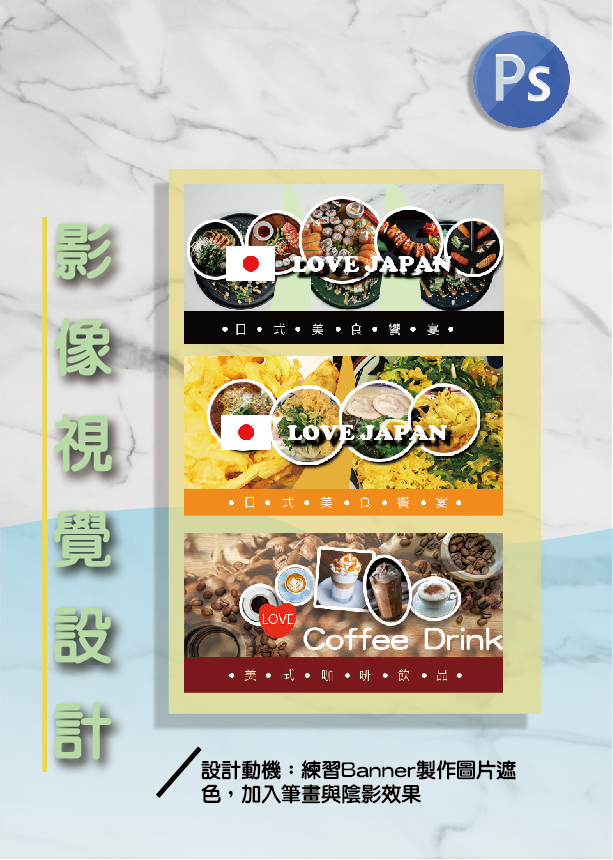 Ps
影像視覺設計
LOVE JAPAN
• 日 • 式 • 美 • 食 • 饗 • 宴 •
LOVE JAPAN
• 日 • 式 • 美 • 食 • 饗 • 宴 •
LOVE
Coffee Drink
• 美 • 式 • 咖 • 啡 • 飲 • 品 •
設計動機：練習Banner製作圖片遮
色，加入筆畫與陰影效果